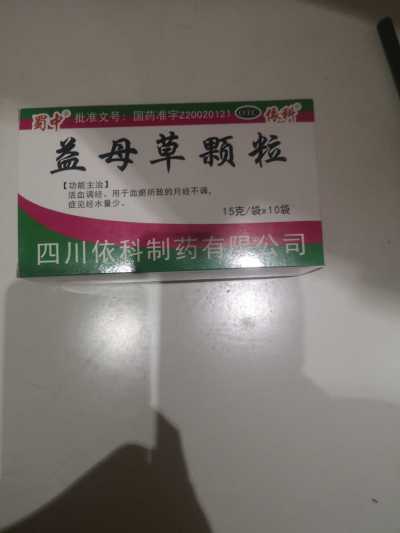 蜀中® 批准文号：国药准字Z20020121 OTC 依科®
益母草颗粒
【功能主治】
活血调经。用于血瘀所致的月经不调，
症见经水量少。
15克/袋×10袋
四川依科制药有限公司